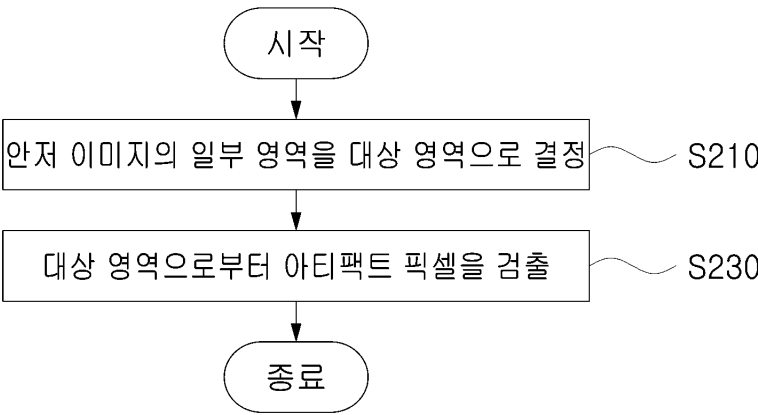 시작
안저 이미지의 일부 영역을 대상 영역으로 결정
S210
대상 영역으로부터 아티팩트 픽셀을 검출
S230
종료